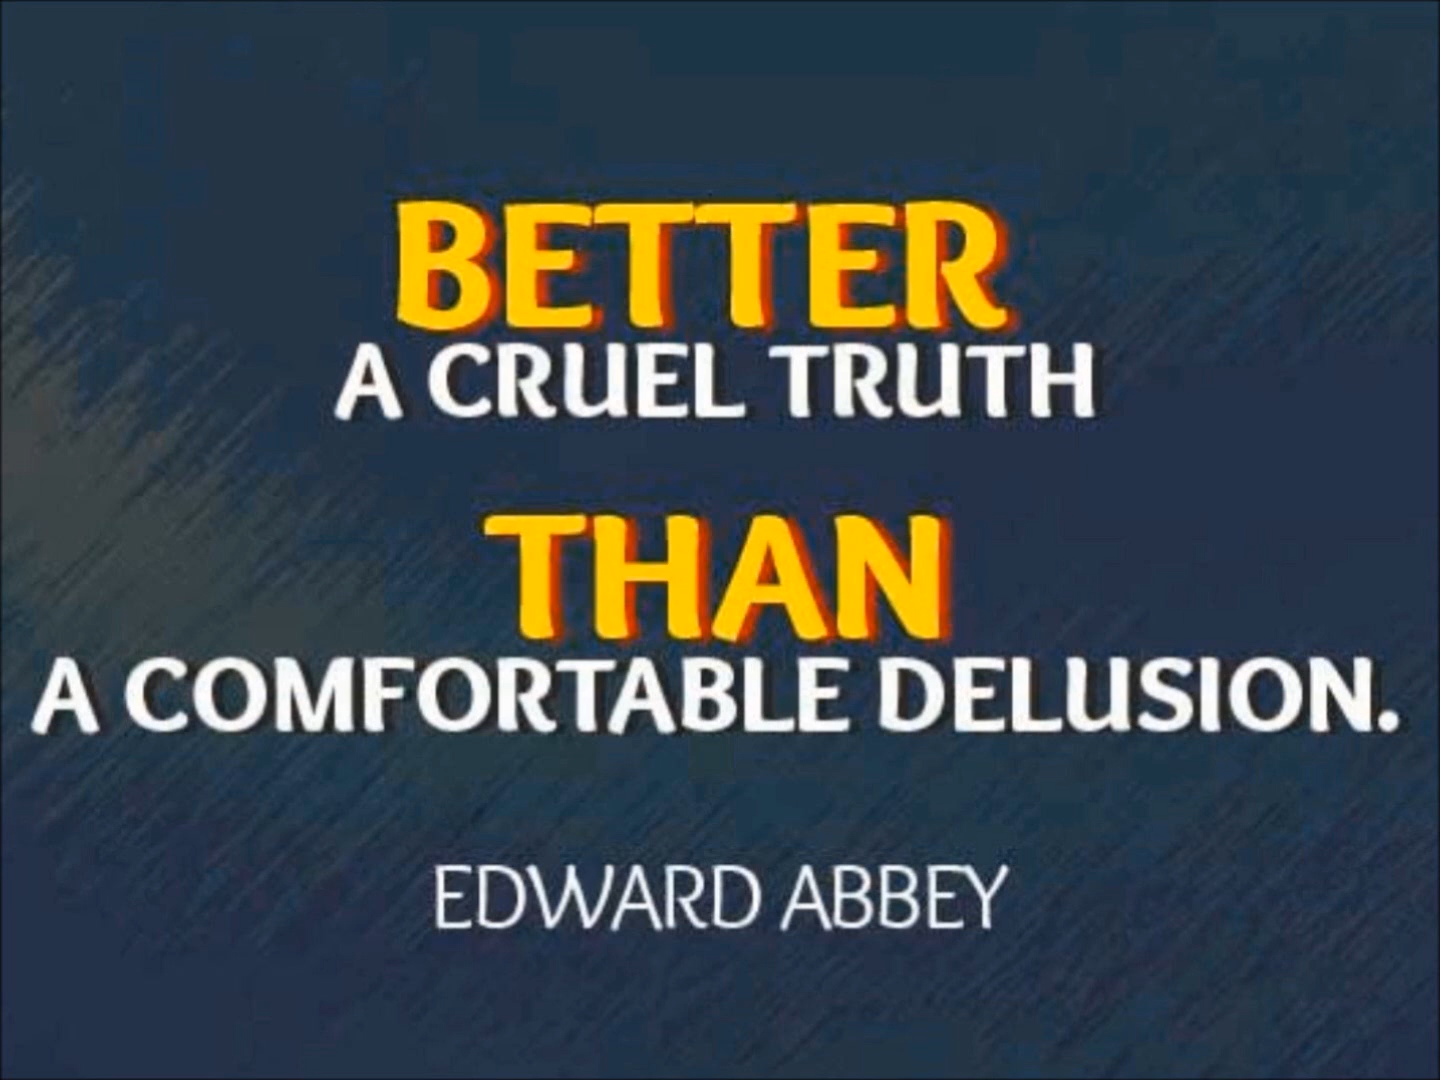 BETTER
A CRUEL TRUTH
THAN
A COMFORTABLE DELUSION.
EDWARD ABBEY